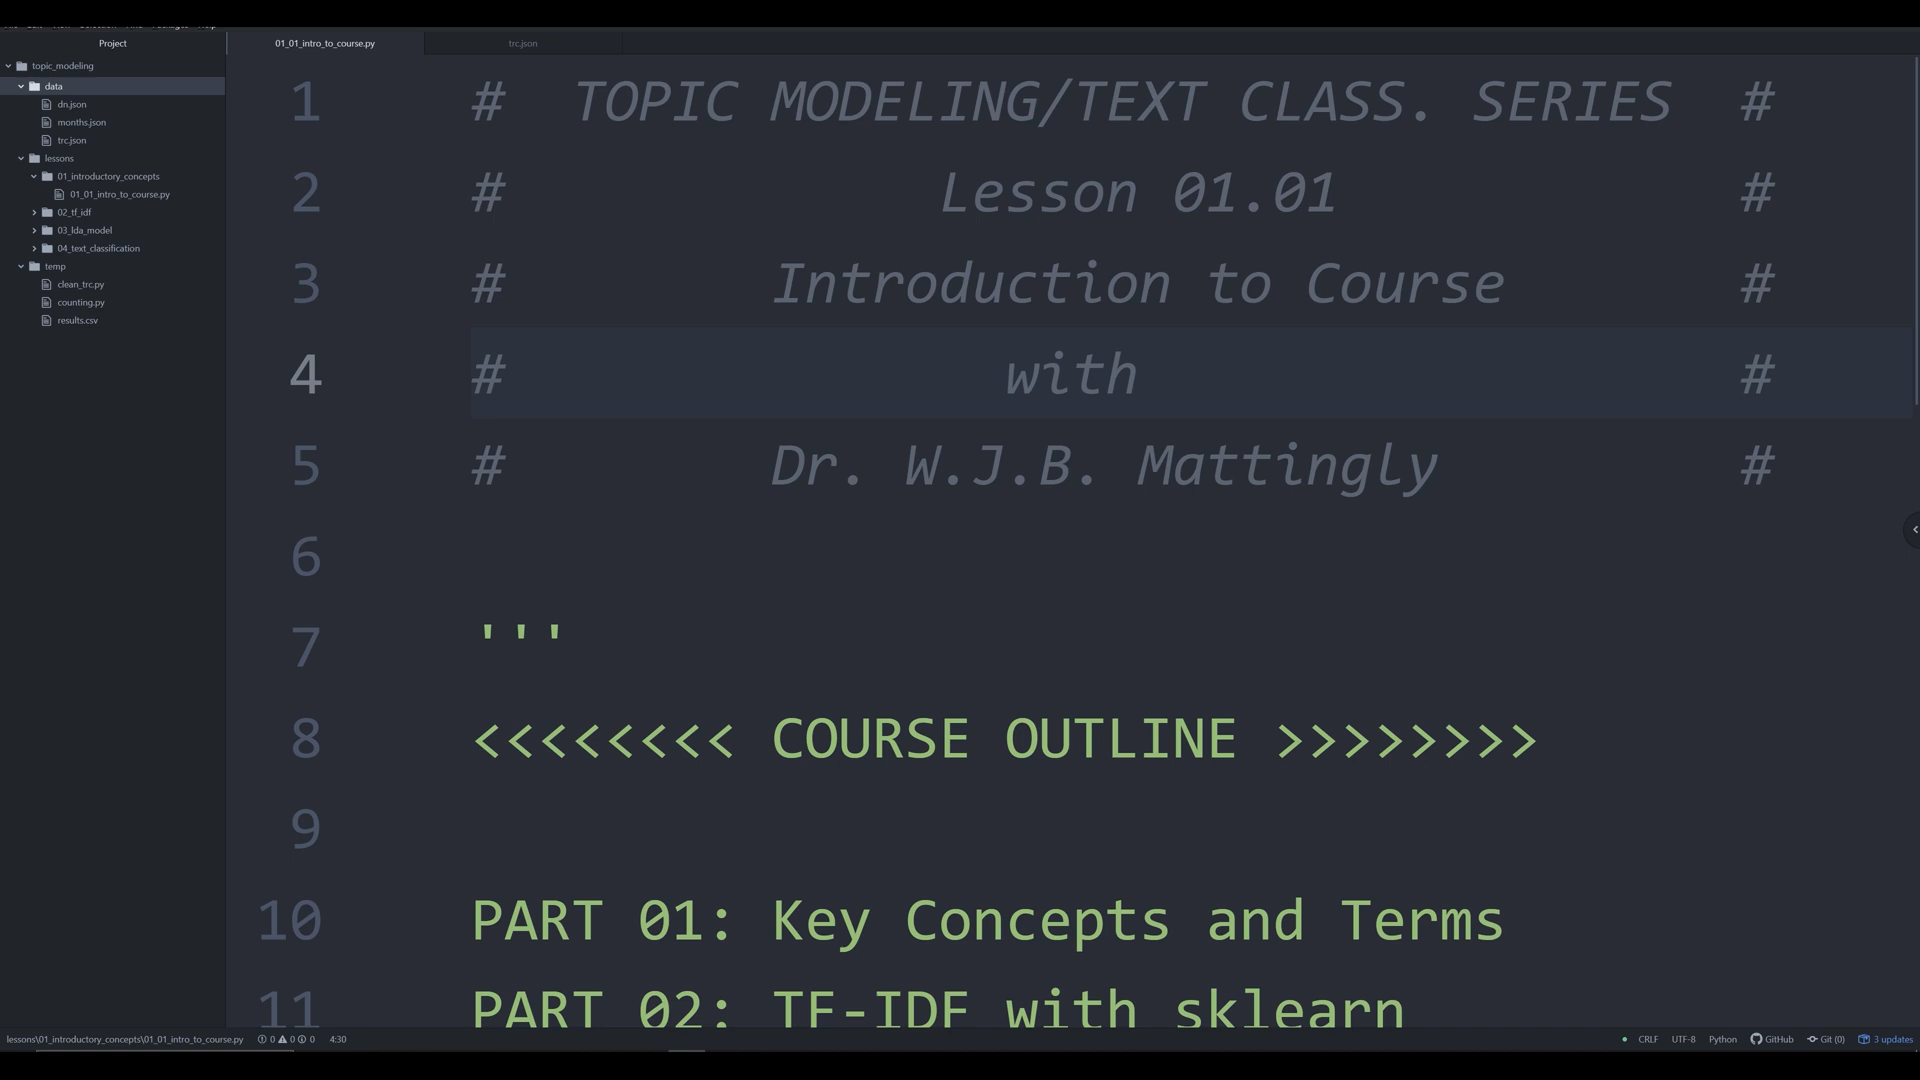 Project
topic_modeling
data
dn.json
months.json
trc.json
lessons
01_introductory_concepts
01_01_intro_to_course.py
02_tf_idf
03_lda_model
04_text_classification
temp
clean_trc.py
counting.py
results.csv
01_01_intro_to_course.py trc.json
1 # TOPIC MODELING/TEXT CLASS. SERIES #
2 # Lesson 01.01 #
3 # Introduction to Course #
4 # with #
5 # Dr. W.J.B. Mattingly #
6
7 '''
8 <<<<<<<< COURSE OUTLINE >>>>>>>>
9
10 PART 01: Key Concepts and Terms
11 PART 02: TF-IDF with sklearn
lessons\01_introductory_concepts\01_01_intro_to_course.py 0 0 0 4:30 CRLF UTF-8 Python GitHub Git (0) 3 updates